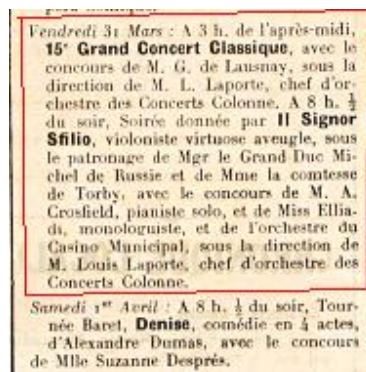 Vendredi 31 Mars : A 3 h. de l'après-midi,
15e Grand Concert Classique, avec le
concours de M. G. de Lausnay, sous la
direction de M. L. Laporte, chef d'or-
chestre des Concerts Colonne. A 8 h. ½
du soir, Soirée donnée par Il Signor
Sfilio, violoniste virtuose aveugle, sous
le patronage de Mgr le Grand Duc Mi-
chel de Russie et de Mme la comtesse
de Torby, avec le concours de M. A.
Crosfield, pianiste solo, et de Miss Ellia-
di, monologuiste, et de l'orchestre du
Casino Municipal, sous la direction de
M. Louis Laporte, chef d'orchestre des
Concerts Colonne.
Samedi 1er Avril : A 8 h. ½ du soir, Tour-
née Baret, Denise, comédie en 4 actes,
d'Alexandre Dumas, avec le concours
de Mlle Suzanne Després.